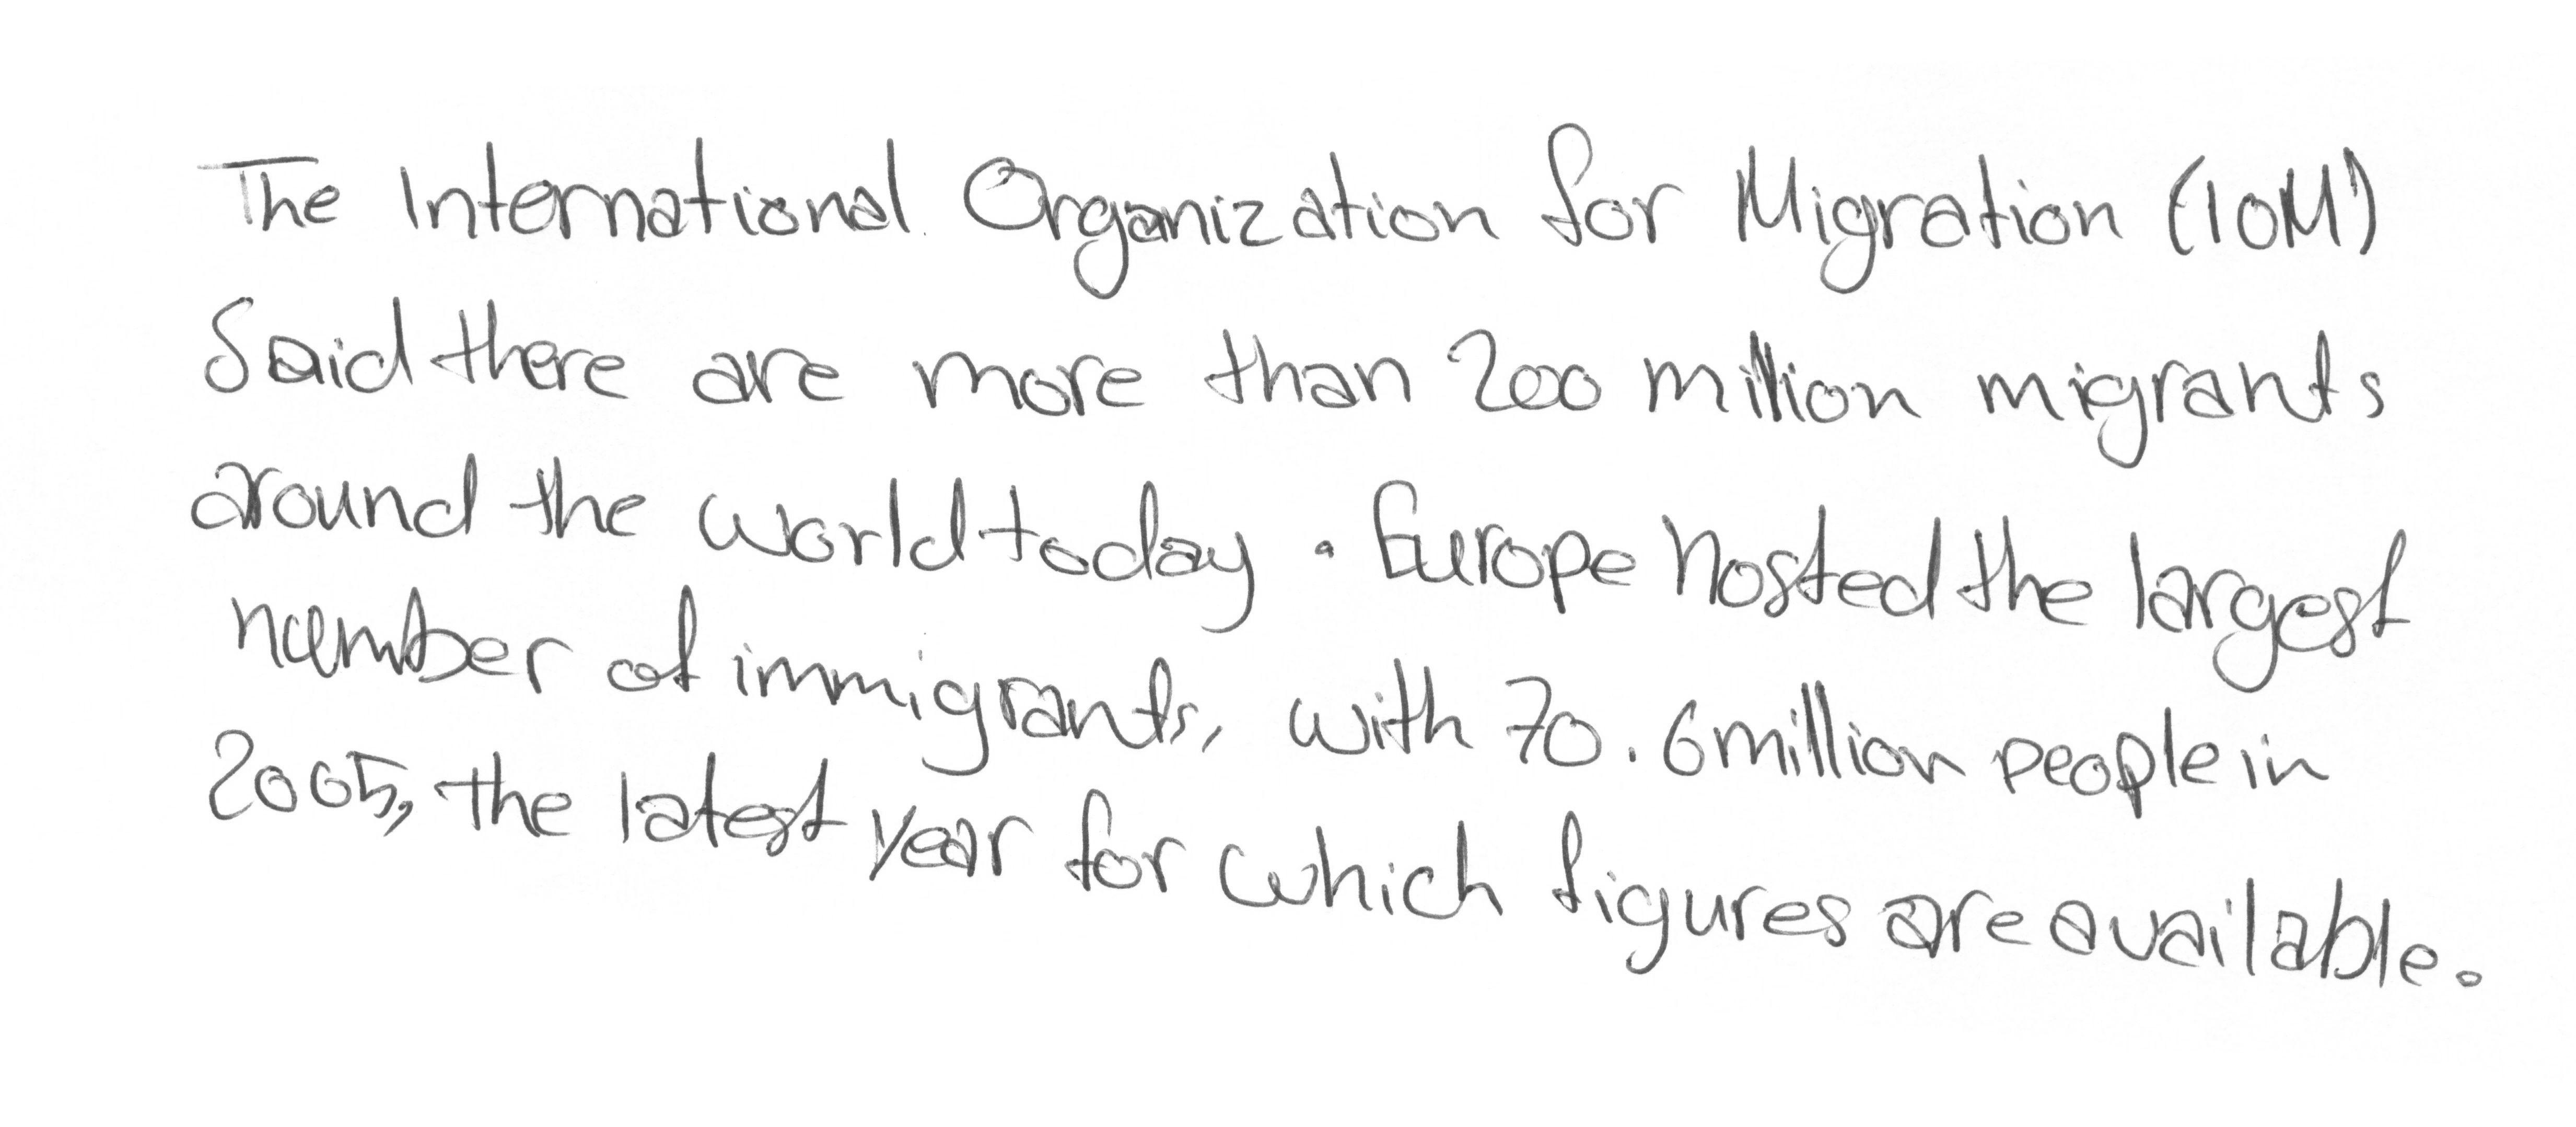 The International Organization for Migration (IOM)
Said there are more than 200 million migrants
around the world today. Europe hosted the largest
number of immigrants, with 70.6 million people in
2005, the latest year for which figures are available.